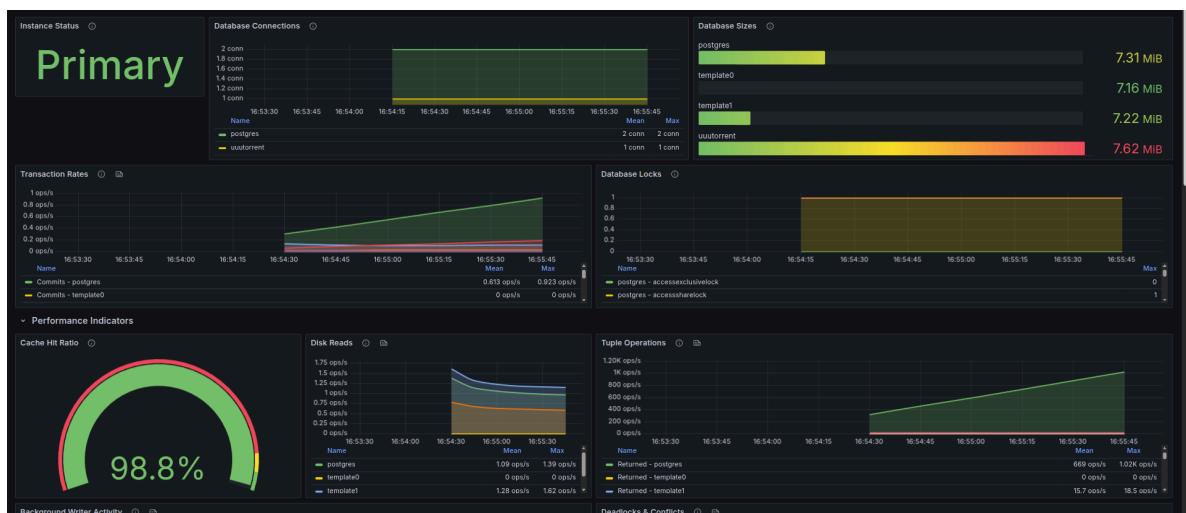 Instance Status
Primary
Database Connections
2 conn
1.8 conn
1.6 conn
1.4 conn
1.2 conn
1 conn
16:53:30 16:53:45 16:54:00 16:54:15 16:54:30 16:54:45 16:55:00 16:55:15 16:55:30 16:55:45
Name Mean Max
postgres 2 conn 2 conn
uuutorrent 1 conn 1 conn
Database Sizes
postgres
7.31 MiB
template0
7.16 MiB
template1
7.22 MiB
uuutorrent
7.62 MiB
Transaction Rates
1 ops/s
0.8 ops/s
0.6 ops/s
0.4 ops/s
0.2 ops/s
0 ops/s
16:53:30 16:53:45 16:54:00 16:54:15 16:54:30 16:54:45 16:55:00 16:55:15 16:55:30 16:55:45
Name Mean Max
Commits - postgres 0.613 ops/s 0.923 ops/s
Commits - template0 0 ops/s 0 ops/s
Database Locks
1
0.8
0.6
0.4
0.2
0
16:53:30 16:53:45 16:54:00 16:54:15 16:54:30 16:54:45 16:55:00 16:55:15 16:55:30 16:55:45
Name Max
postgres - accessexclusivelock 0
postgres - accesssharelock 1
Performance Indicators
Cache Hit Ratio
98.8%
Disk Reads
1.75 ops/s
1.5 ops/s
1.25 ops/s
1 ops/s
0.75 ops/s
0.5 ops/s
0.25 ops/s
0 ops/s
16:53:30 16:54:00 16:54:30 16:55:00 16:55:30
Name Mean Max
postgres 1.09 ops/s 1.39 ops/s
template0 0 ops/s 0 ops/s
template1 1.28 ops/s 1.62 ops/s
Tuple Operations
1.20K ops/s
1K ops/s
800 ops/s
600 ops/s
400 ops/s
200 ops/s
0 ops/s
16:53:30 16:53:45 16:54:00 16:54:15 16:54:30 16:54:45 16:55:00 16:55:15 16:55:30 16:55:45
Name Mean Max
Returned - postgres 669 ops/s 1.02K ops/s
Returned - template0 0 ops/s 0 ops/s
Returned - template1 15.7 ops/s 18.5 ops/s
Background Writer Activity
Deadlocks & Conflicts